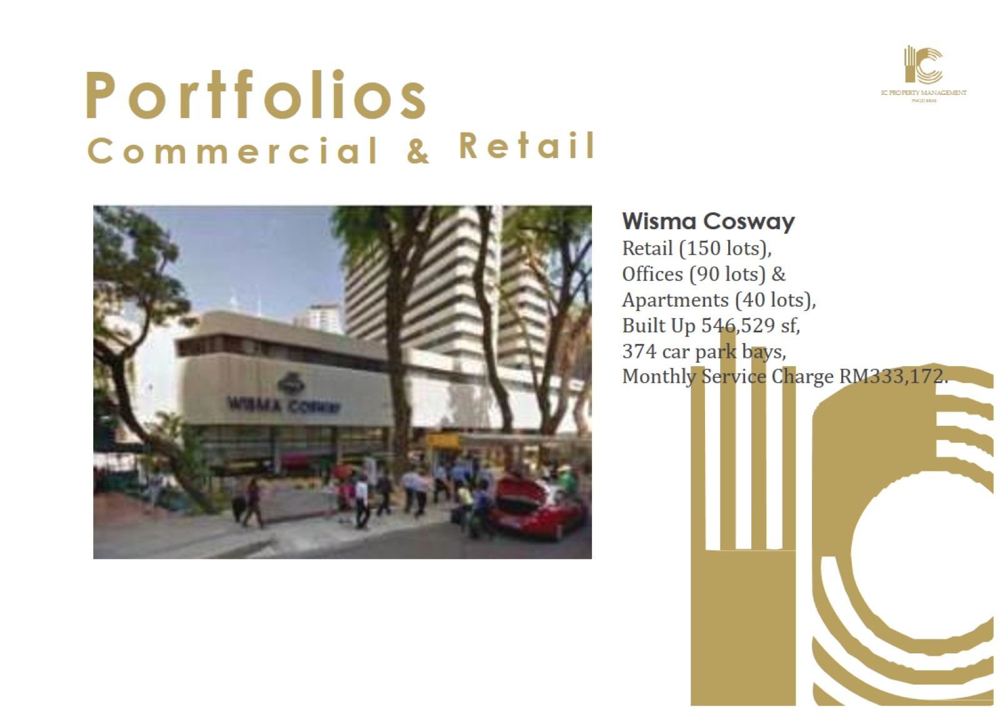 Portfolios
Commercial & Retail
IC PROPERTY MANAGEMENT
Wisma Cosway
Retail (150 lots),
Offices (90 lots) &
Apartments (40 lots),
Built Up 546,529 sf,
374 car park bays,
Monthly Service Charge RM333,172.
WISMA COSWAY